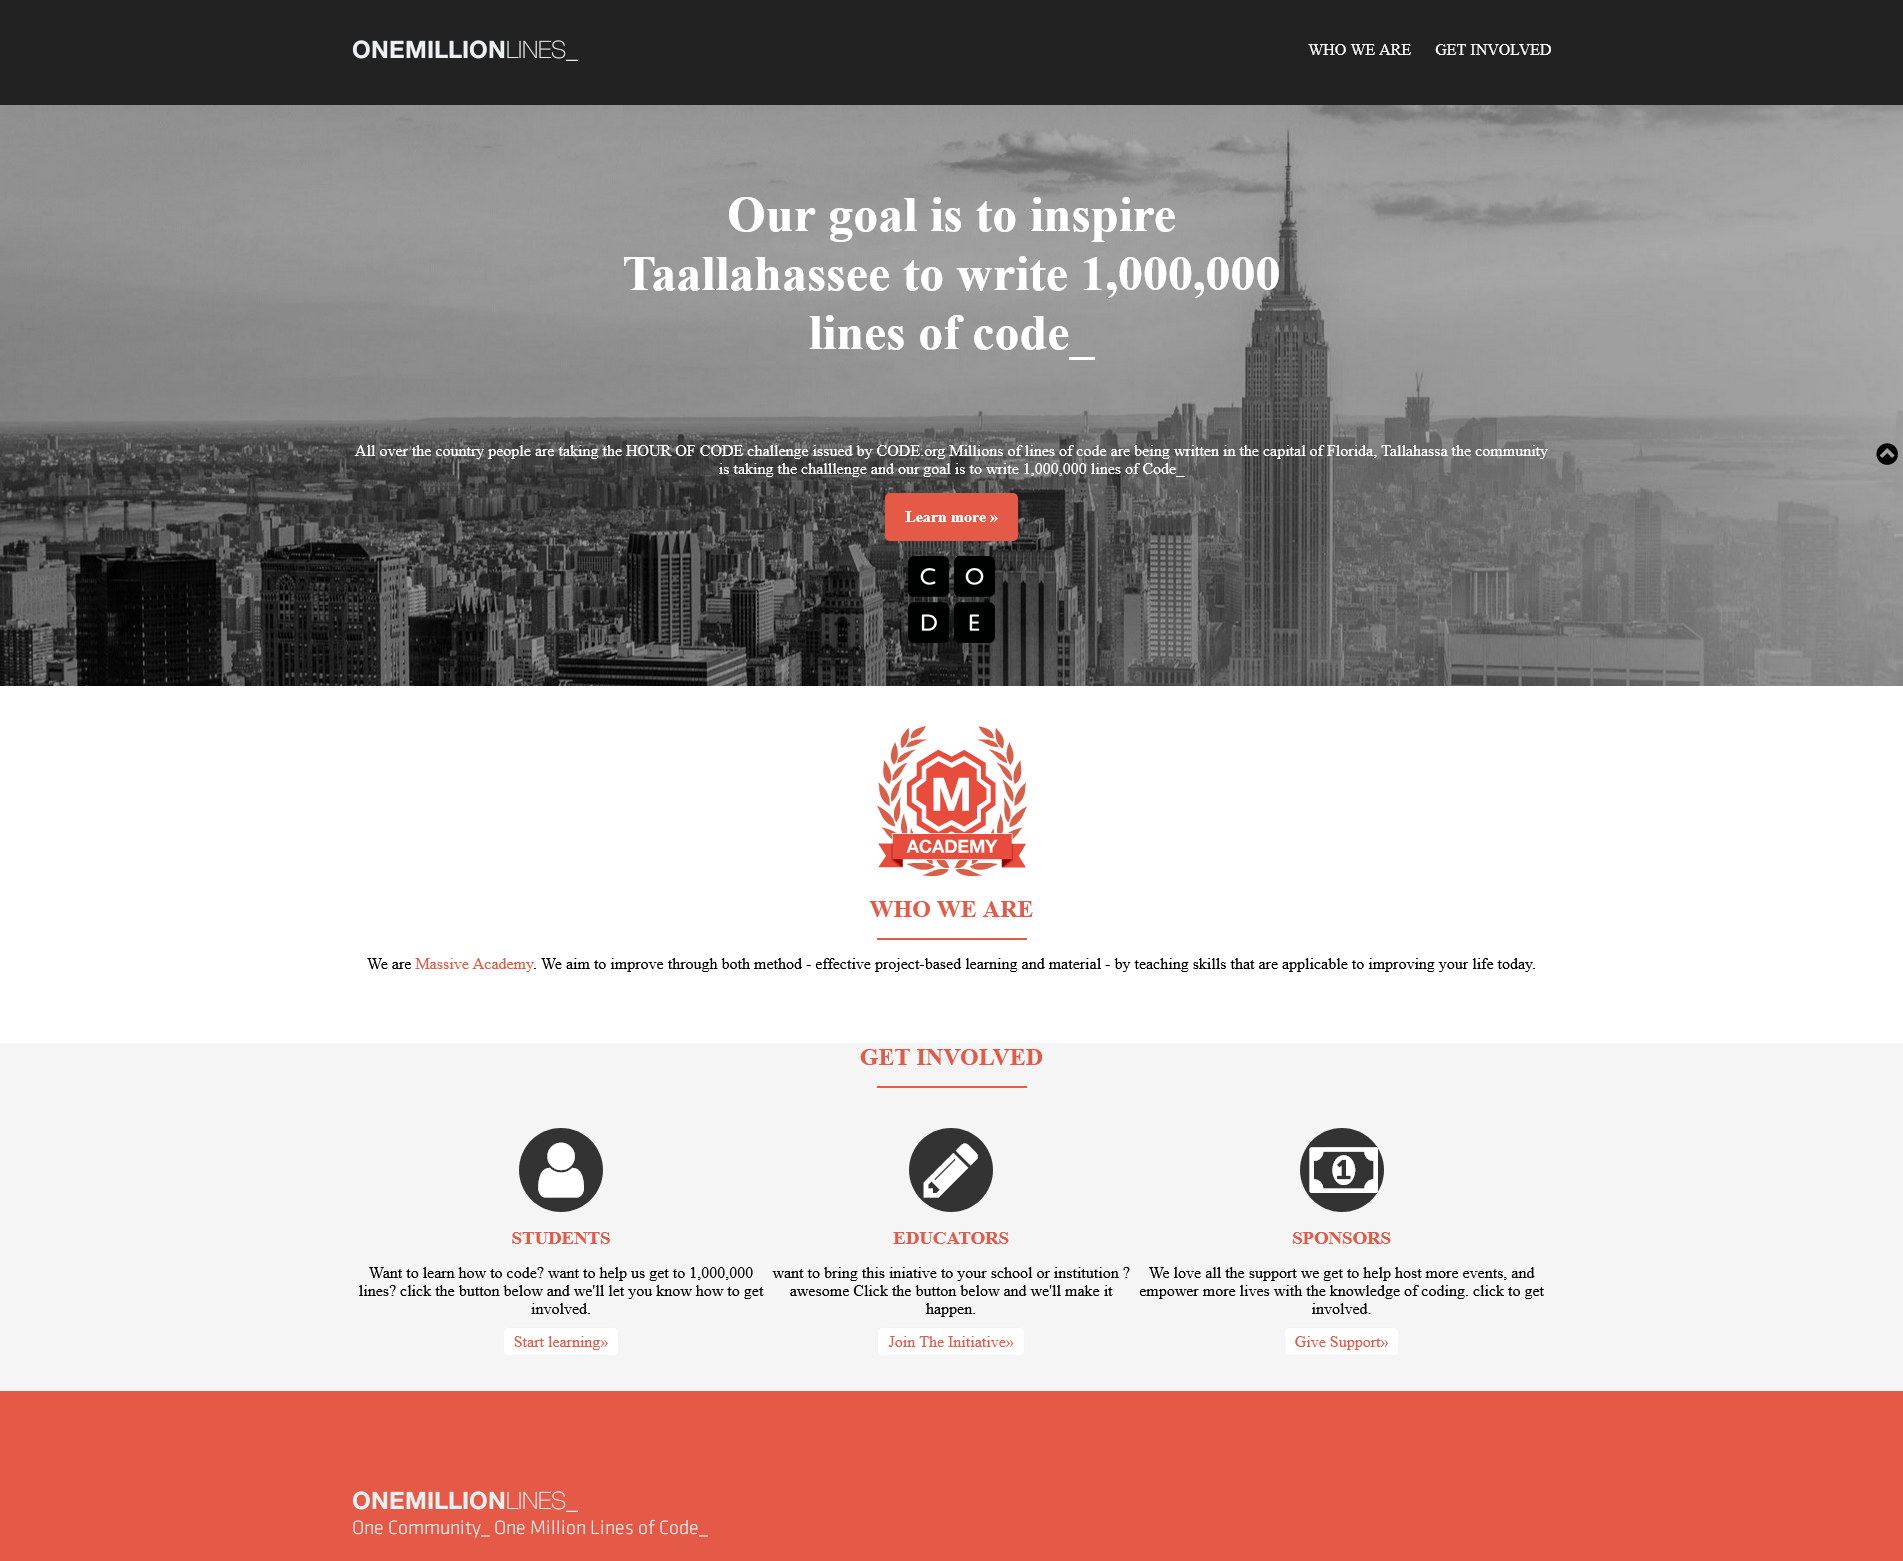 ONEMILLIONLINES_
WHO WE ARE
GET INVOLVED
Our goal is to inspire
Taallahassee to write 1,000,000
lines of code_
All over the country people are taking the HOUR OF CODE challenge issued by CODE.org Millions of lines of code are being written in the capital of Florida, Tallahassa the community
is taking the challlenge and our goal is to write 1,000,000 lines of Code_
Learn more »
C O
D E
M
ACADEMY
WHO WE ARE
We are Massive Academy. We aim to improve through both method - effective project-based learning and material - by teaching skills that are applicable to improving your life today.
GET INVOLVED
1
STUDENTS
Want to learn how to code? want to help us get to 1,000,000
lines? click the button below and we'll let you know how to get
involved.
Start learning»
EDUCATORS
want to bring this iniative to your school or institution ?
awesome Click the button below and we'll make it
happen.
Join The Initiative»
SPONSORS
We love all the support we get to help host more events, and
empower more lives with the knowledge of coding. click to get
involved.
Give Support»
ONEMILLIONLINES_
One Community_ One Million Lines of Code_